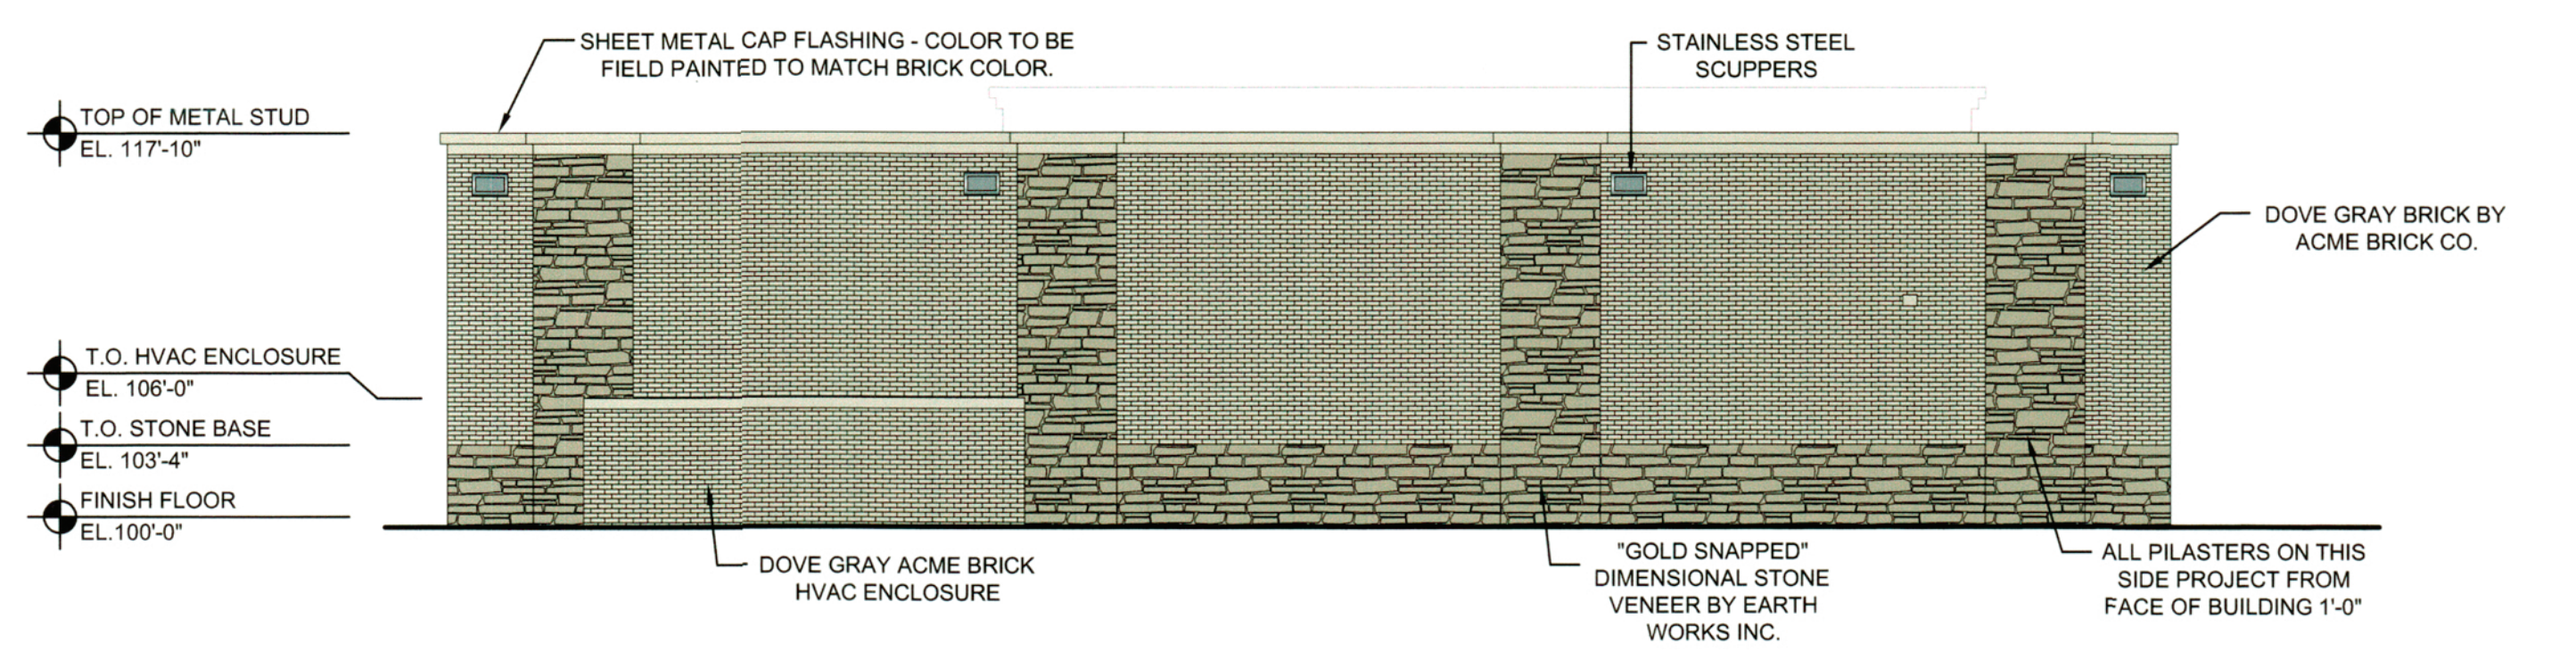 SHEET METAL CAP FLASHING - COLOR TO BE
FIELD PAINTED TO MATCH BRICK COLOR.
STAINLESS STEEL
SCUPPERS
TOP OF METAL STUD
EL. 117'-10"
DOVE GRAY BRICK BY
ACME BRICK CO.
T.O. HVAC ENCLOSURE
EL. 106'-0"
T.O. STONE BASE
EL. 103'-4"
FINISH FLOOR
EL.100'-0"
DOVE GRAY ACME BRICK
HVAC ENCLOSURE
"GOLD SNAPPED"
DIMENSIONAL STONE
VENEER BY EARTH
WORKS INC.
ALL PILASTERS ON THIS
SIDE PROJECT FROM
FACE OF BUILDING 1'-0"